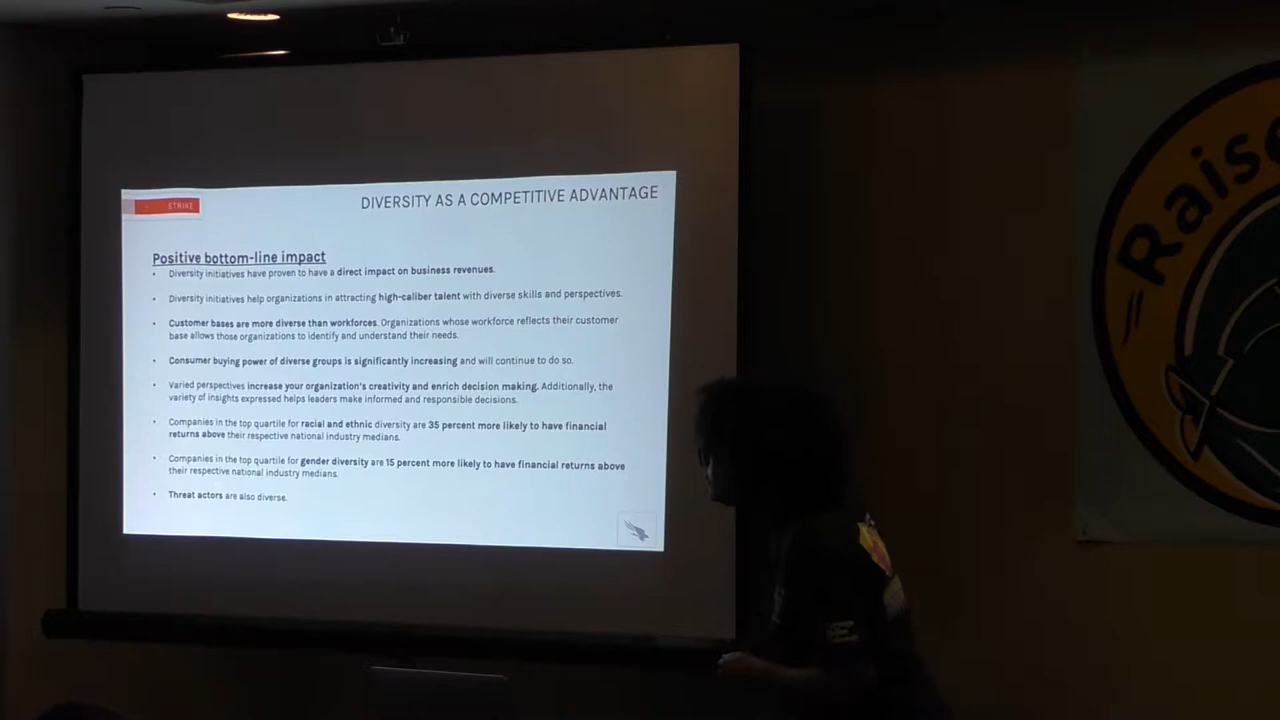 STRIKE
DIVERSITY AS A COMPETITIVE ADVANTAGE
Positive bottom-line impact
• Diversity initiatives have proven to have a direct impact on business revenues.
• Diversity initiatives help organizations in attracting high-caliber talent with diverse skills and perspectives.
• Customer bases are more diverse than workforces. Organizations whose workforce reflects their customer
base allows those organizations to identify and understand their needs.
• Consumer buying power of diverse groups is significantly increasing and will continue to do so.
• Varied perspectives increase your organization's creativity and enrich decision making. Additionally, the
variety of insights expressed helps leaders make informed and responsible decisions.
• Companies in the top quartile for racial and ethnic diversity are 35 percent more likely to have financial
returns above their respective national industry medians.
• Companies in the top quartile for gender diversity are 15 percent more likely to have financial returns above
their respective national industry medians.
• Threat actors are also diverse.
Raise